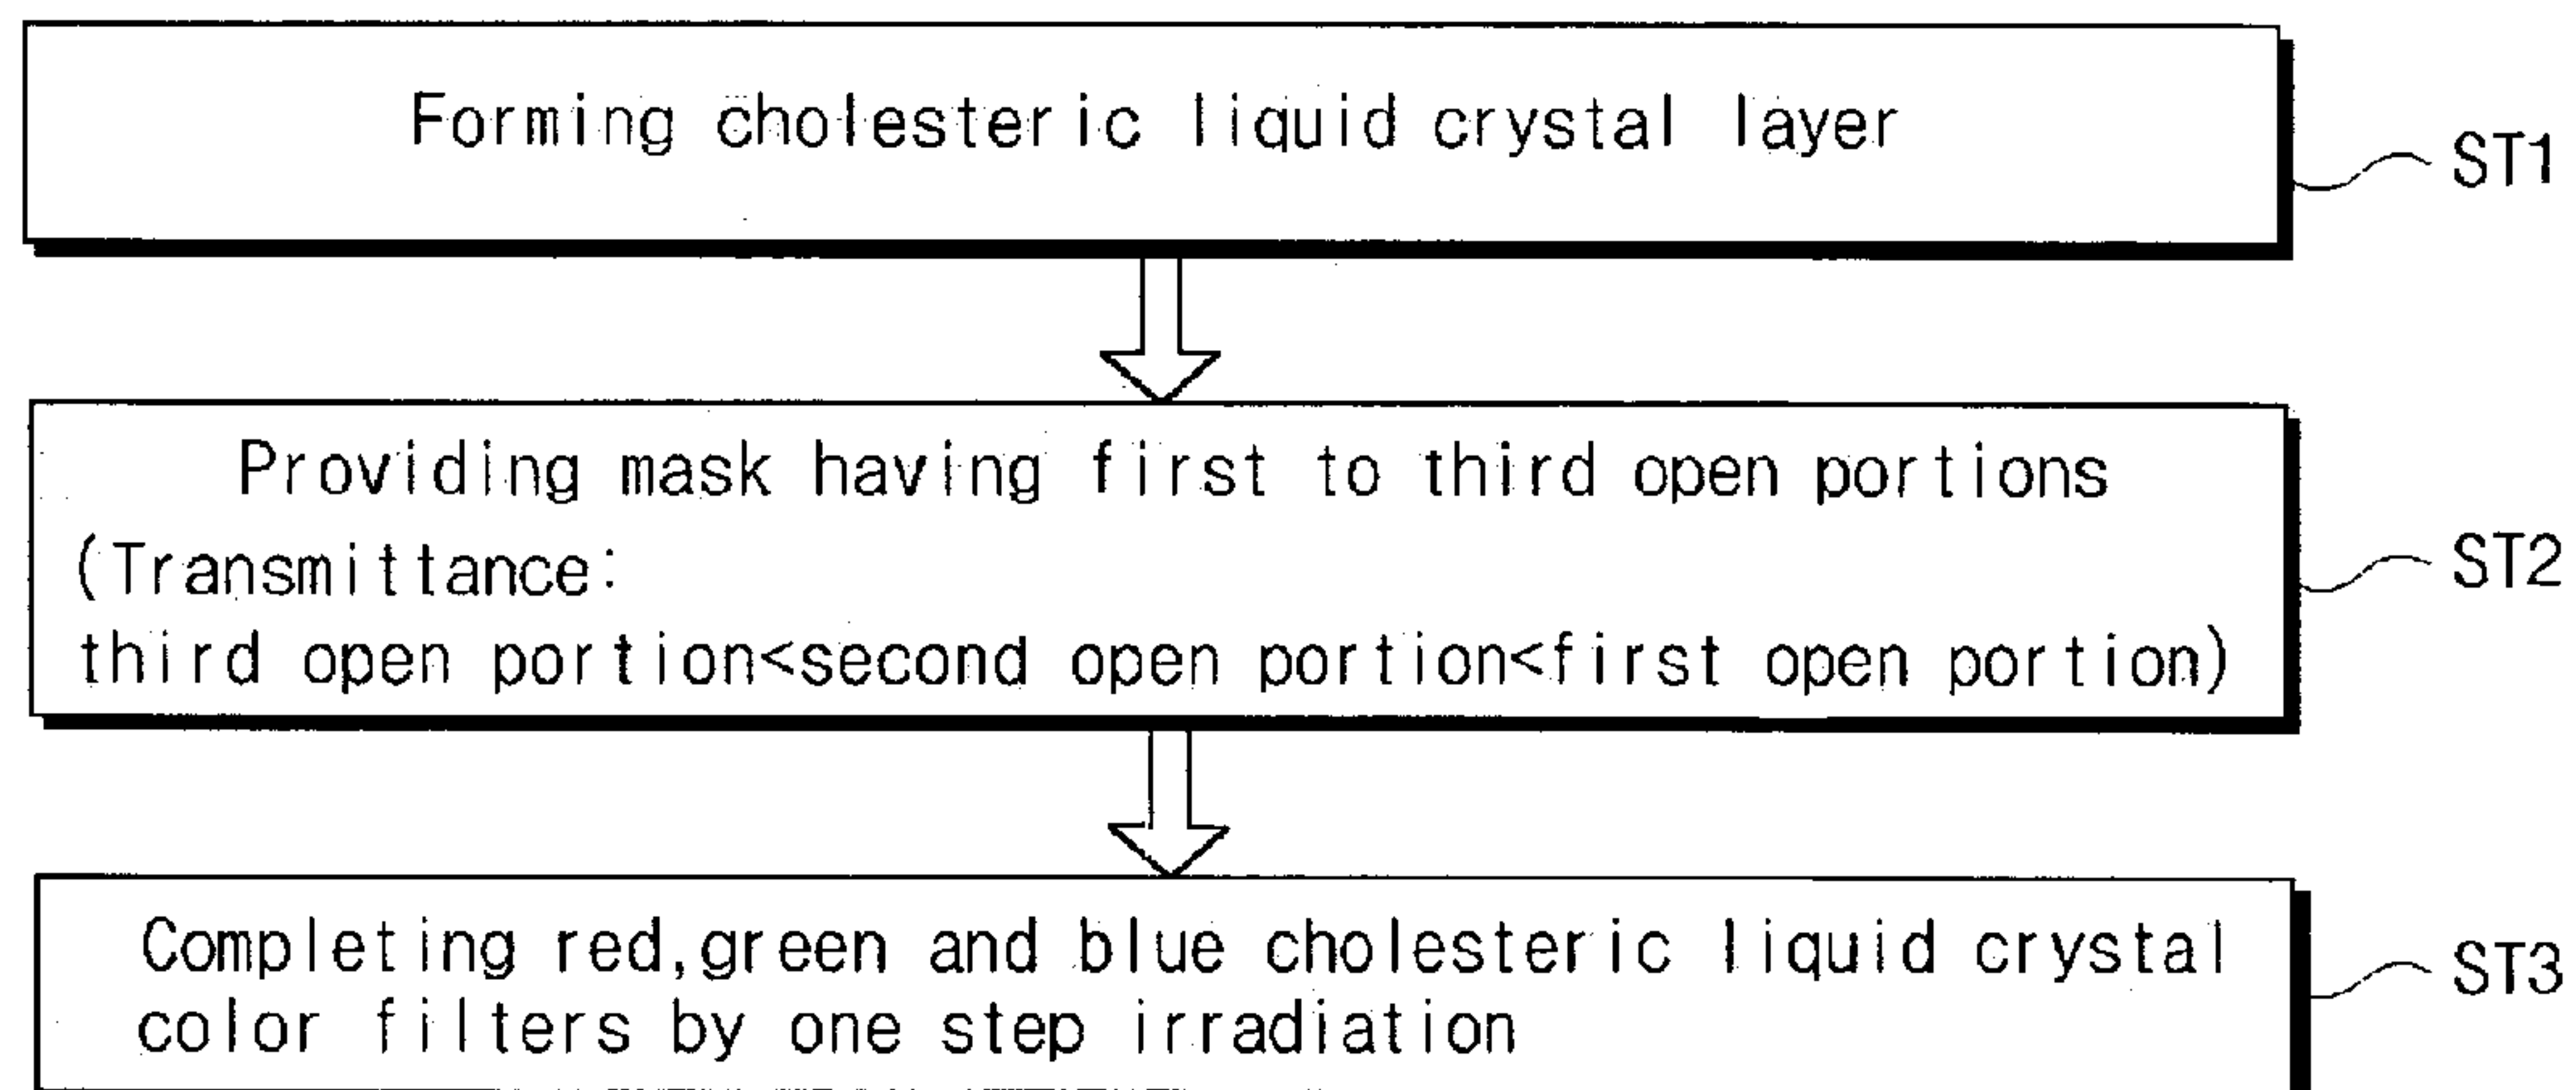 Forming cholesteric liquid crystal layer
ST1
Providing mask having first to third open portions
(Transmittance:
third open portion<second open portion<first open portion)
ST2
Completing red,green and blue cholesteric liquid crystal
color filters by one step irradiation
ST3